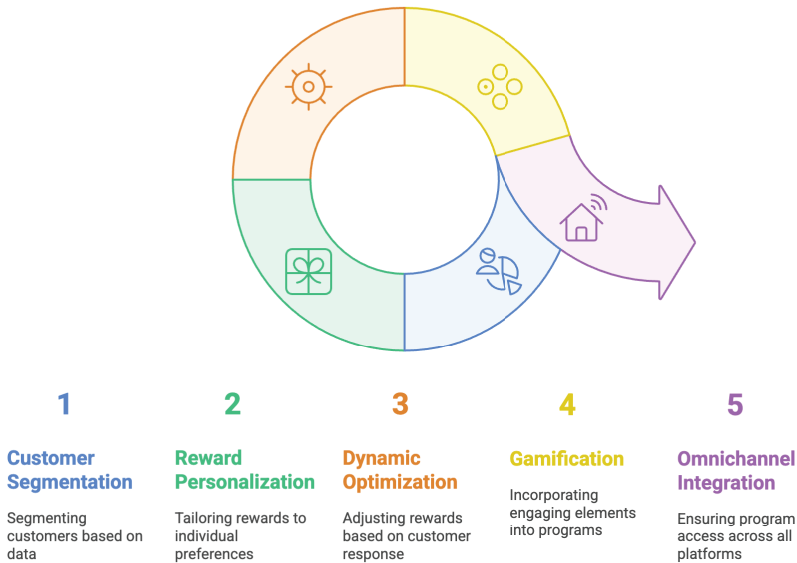 1
Customer
Segmentation
Segmenting
customers based on
data
2
Reward
Personalization
Tailoring rewards to
individual
preferences
3
Dynamic
Optimization
Adjusting rewards
based on customer
response
4
Gamification
Incorporating
engaging elements
into programs
5
Omnichannel
Integration
Ensuring program
access across all
platforms